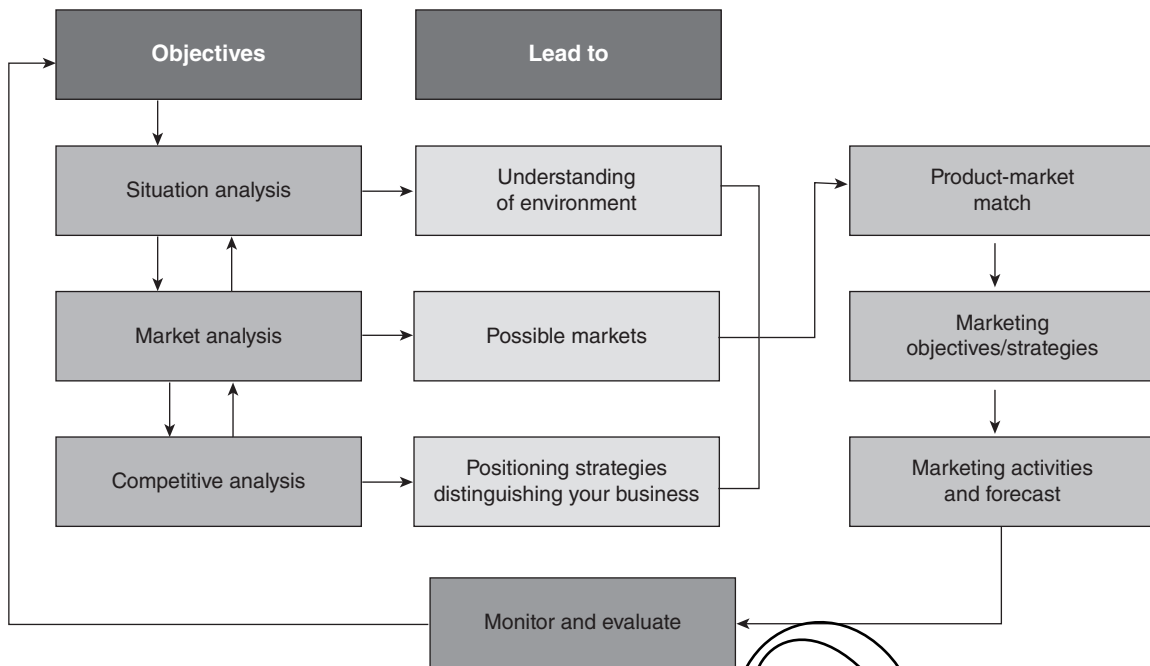 Objectives
Lead to
Situation analysis
Understanding
of environment
Product-market
match
Market analysis
Possible markets
Marketing
objectives/strategies
Competitive analysis
Positioning strategies
distinguishing your business
Marketing activities
and forecast
Monitor and evaluate